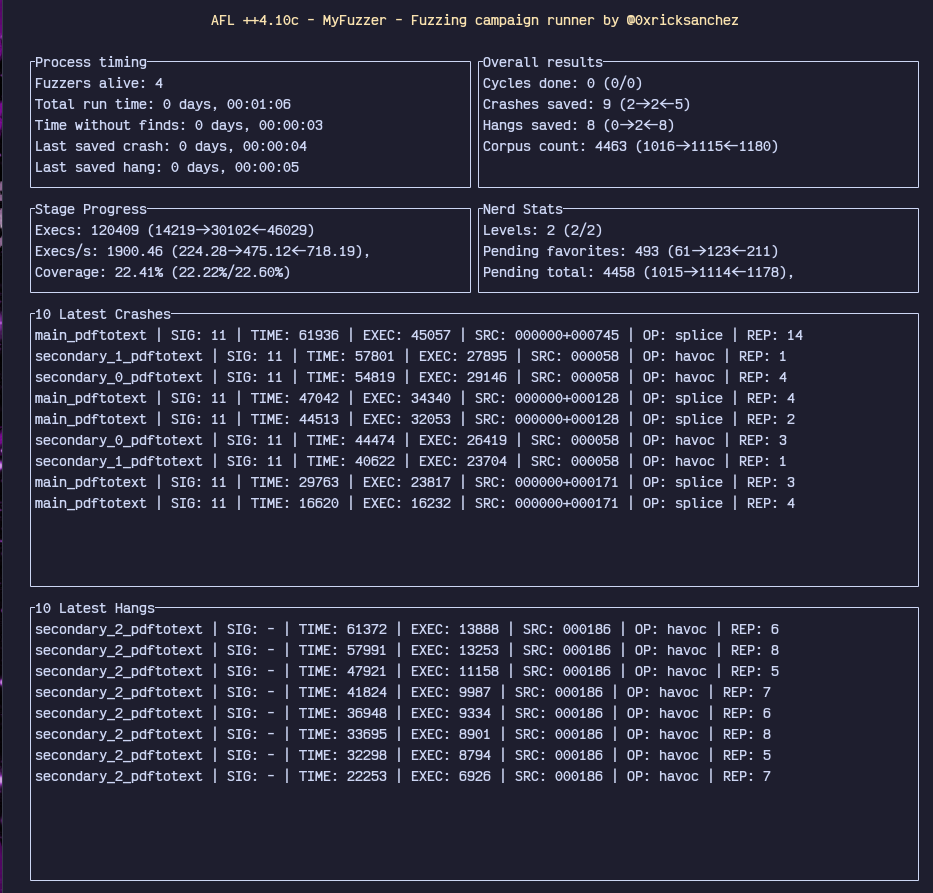 AFL ++4.10c - MyFuzzer - Fuzzing campaign runner by @0xricksanchez
Process timing
Fuzzers alive: 4
Total run time: 0 days, 00:01:06
Time without finds: 0 days, 00:00:03
Last saved crash: 0 days, 00:00:04
Last saved hang: 0 days, 00:00:05
Overall results
Cycles done: 0 (0/0)
Crashes saved: 9 (2->2<-5)
Hangs saved: 8 (0->2<-8)
Corpus count: 4463 (1016->1115<-1180)
Stage Progress
Execs: 120409 (14219->30102<-46029)
Execs/s: 1900.46 (224.28->475.12<-718.19),
Coverage: 22.41% (22.22%/22.60%)
Nerd Stats
Levels: 2 (2/2)
Pending favorites: 493 (61->123<-211)
Pending total: 4458 (1015->1114<-1178),
10 Latest Crashes
main_pdftotext | SIG: 11 | TIME: 61936 | EXEC: 45057 | SRC: 000000+000745 | OP: splice | REP: 14
secondary_1_pdftotext | SIG: 11 | TIME: 57801 | EXEC: 27895 | SRC: 000058 | OP: havoc | REP: 1
secondary_0_pdftotext | SIG: 11 | TIME: 54819 | EXEC: 29146 | SRC: 000058 | OP: havoc | REP: 4
main_pdftotext | SIG: 11 | TIME: 47042 | EXEC: 34340 | SRC: 000000+000128 | OP: splice | REP: 4
main_pdftotext | SIG: 11 | TIME: 44513 | EXEC: 32053 | SRC: 000000+000128 | OP: splice | REP: 2
secondary_0_pdftotext | SIG: 11 | TIME: 44474 | EXEC: 26419 | SRC: 000058 | OP: havoc | REP: 3
secondary_1_pdftotext | SIG: 11 | TIME: 40622 | EXEC: 23704 | SRC: 000058 | OP: havoc | REP: 1
main_pdftotext | SIG: 11 | TIME: 29763 | EXEC: 23817 | SRC: 000000+000171 | OP: splice | REP: 3
main_pdftotext | SIG: 11 | TIME: 16620 | EXEC: 16232 | SRC: 000000+000171 | OP: splice | REP: 4
10 Latest Hangs
secondary_2_pdftotext | SIG: - | TIME: 61372 | EXEC: 13888 | SRC: 000186 | OP: havoc | REP: 6
secondary_2_pdftotext | SIG: - | TIME: 57991 | EXEC: 13253 | SRC: 000186 | OP: havoc | REP: 8
secondary_2_pdftotext | SIG: - | TIME: 47921 | EXEC: 11158 | SRC: 000186 | OP: havoc | REP: 5
secondary_2_pdftotext | SIG: - | TIME: 41824 | EXEC: 9987 | SRC: 000186 | OP: havoc | REP: 7
secondary_2_pdftotext | SIG: - | TIME: 36948 | EXEC: 9334 | SRC: 000186 | OP: havoc | REP: 6
secondary_2_pdftotext | SIG: - | TIME: 33695 | EXEC: 8901 | SRC: 000186 | OP: havoc | REP: 8
secondary_2_pdftotext | SIG: - | TIME: 32298 | EXEC: 8794 | SRC: 000186 | OP: havoc | REP: 5
secondary_2_pdftotext | SIG: - | TIME: 22253 | EXEC: 6926 | SRC: 000186 | OP: havoc | REP: 7